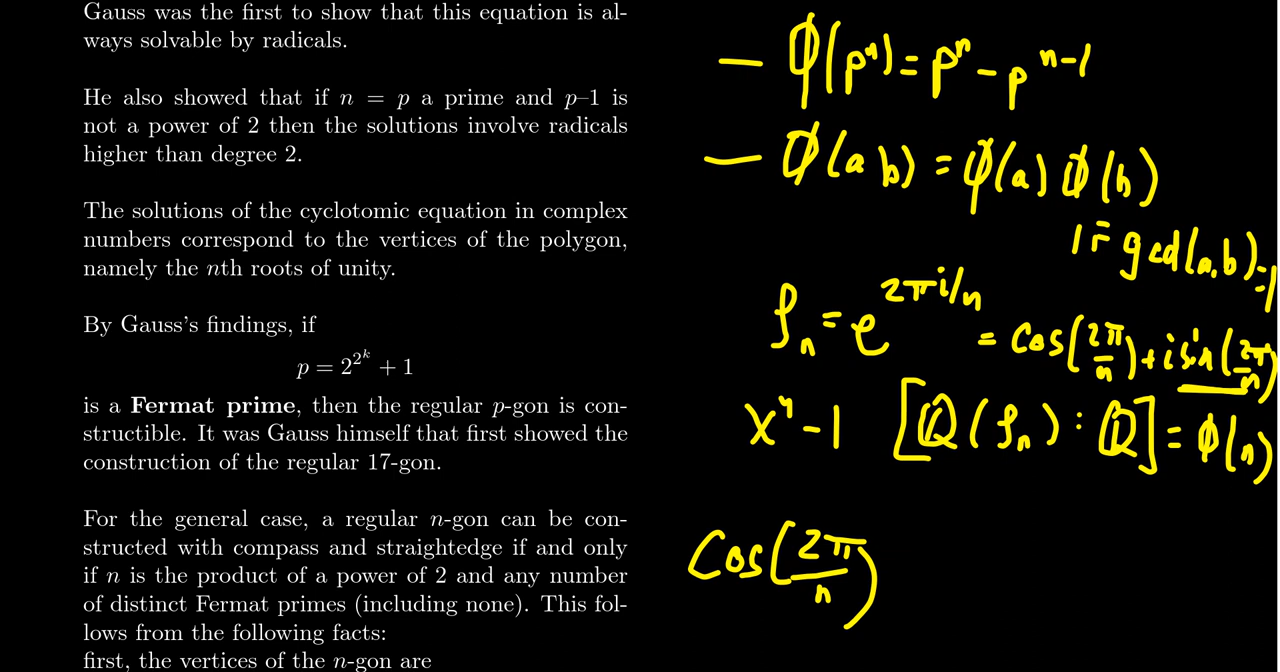 Gauss was the first to show that this equation is al-
ways solvable by radicals.
He also showed that if n = p a prime and p–1 is
not a power of 2 then the solutions involve radicals
higher than degree 2.
The solutions of the cyclotomic equation in complex
numbers correspond to the vertices of the polygon,
namely the nth roots of unity.
By Gauss's findings, if
p = 2^{2^k} + 1
is a Fermat prime, then the regular p-gon is con-
structible. It was Gauss himself that first showed the
construction of the regular 17-gon.
For the general case, a regular n-gon can be con-
structed with compass and straightedge if and only
if n is the product of a power of 2 and any number
of distinct Fermat primes (including none). This fol-
lows from the following facts:
first, the vertices of the n-gon are
— ϕ(p^n) = p^n - p^{n-1}
— ϕ(ab) = ϕ(a) ϕ(b)
if gcd(a,b)=1
ρ_n = e^{2πi/n} = cos(2π/n) + i sin(2π/n)
x^n - 1 [ℚ(ρ_n) : ℚ] = ϕ(n)
cos(2π/n)